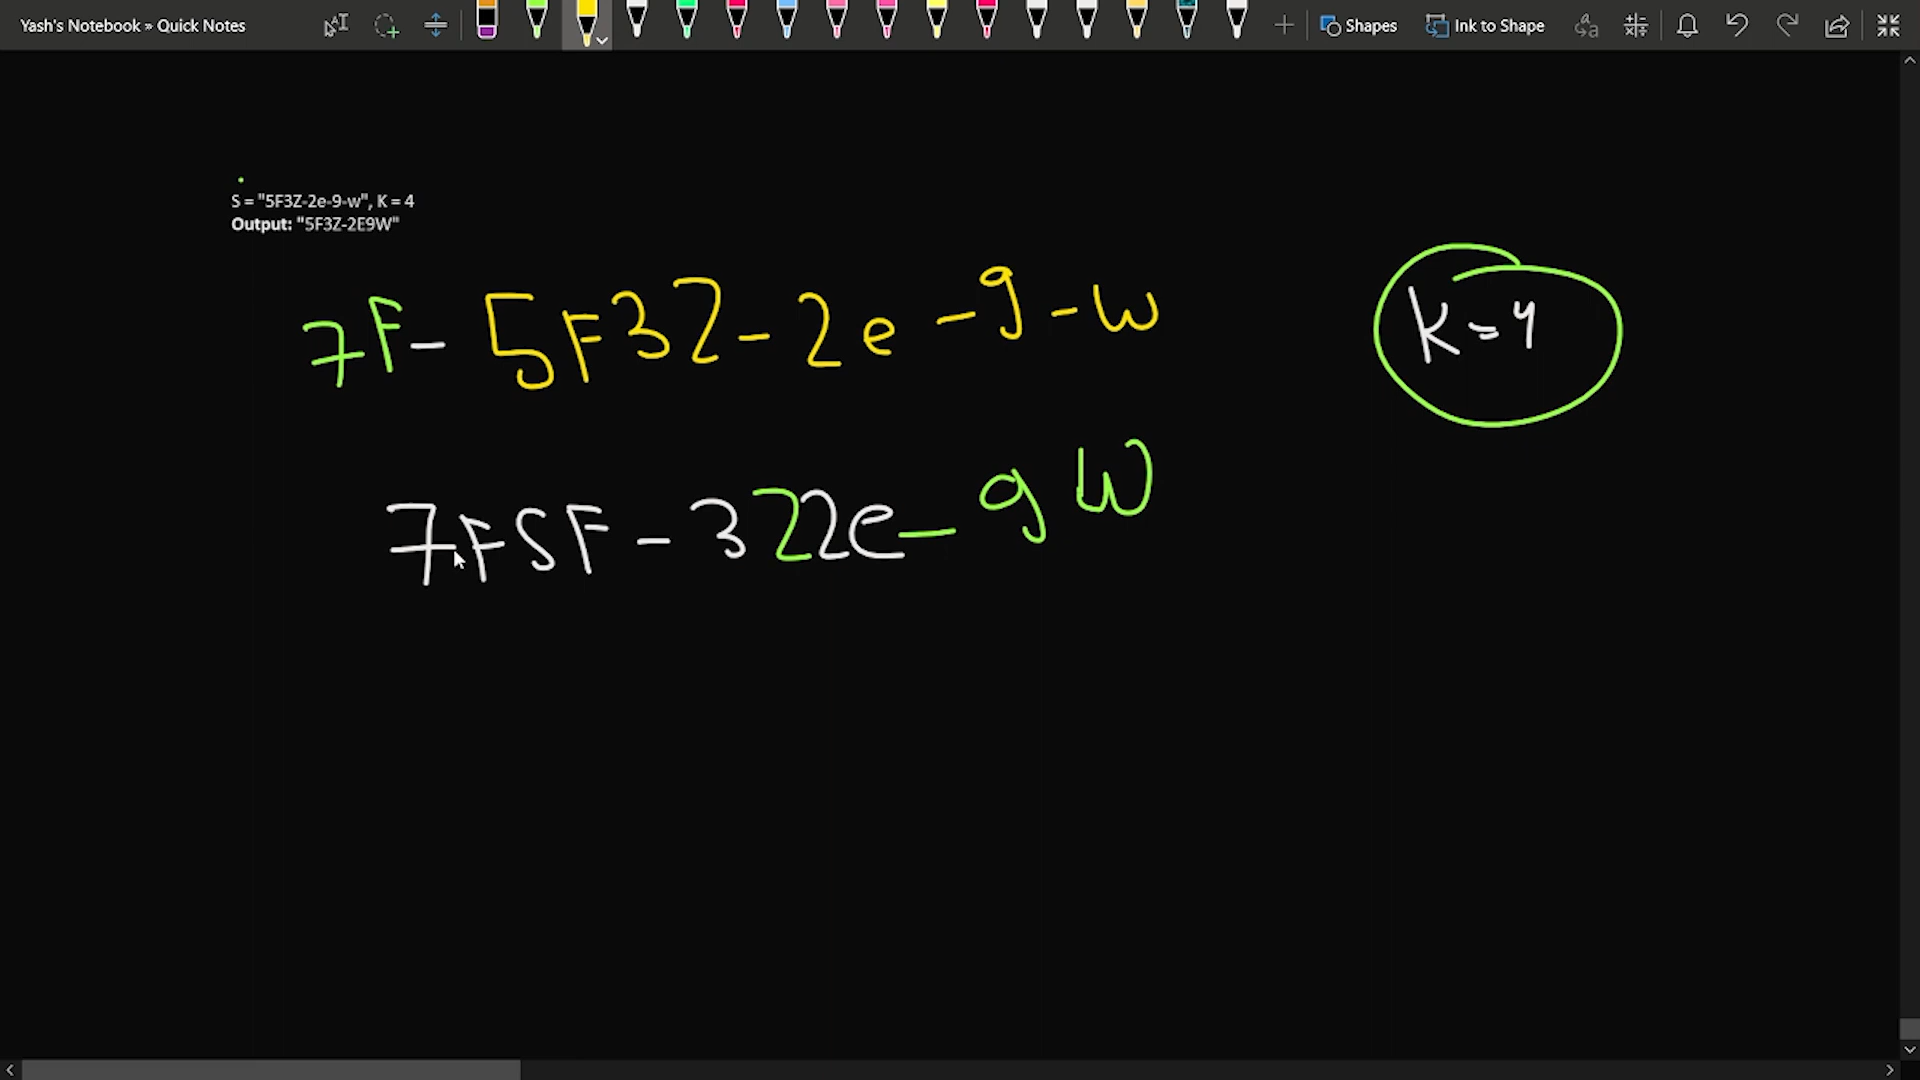 Yash's Notebook » Quick Notes
Shapes
Ink to Shape
S = "5F3Z-2e-9-w", K = 4
Output: "5F3Z-2E9W"
7F- 5F3Z-2e-9-w
K=4
7F5F-3Z2e-9W